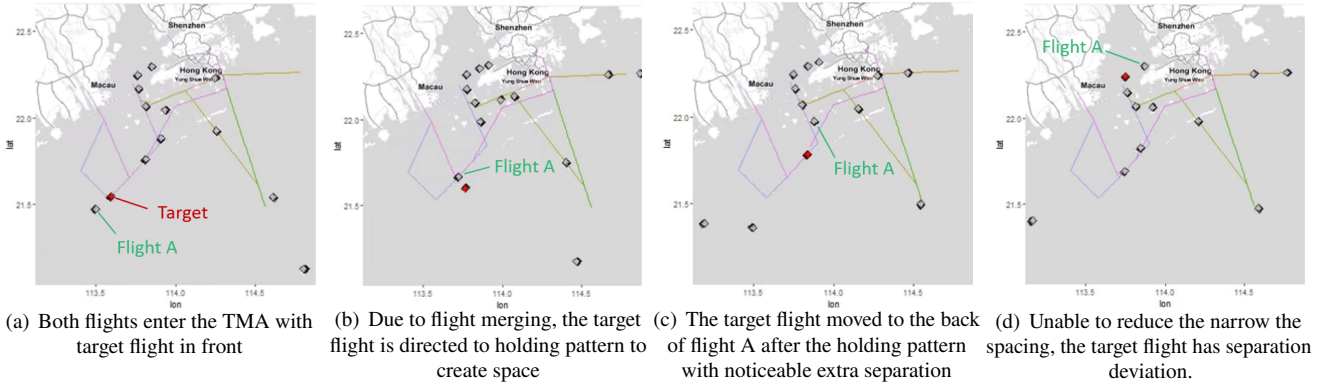 Shenzhen
22.5
Hong Kong
Yung Shue Wan
Macau
22.0
lat
21.5
Target
Flight A
113.5
114.0
114.5
lon
Shenzhen
22.5
Hong Kong
Yung Shue Wan
Macau
22.0
lat
Flight A
21.5
113.5
114.0
114.5
lon
Shenzhen
22.5
Hong Kong
Yung Shue Wan
Macau
22.0
lat
Flight A
21.5
113.5
114.0
114.5
lon
Shenzhen
22.5
Flight A
Hong Kong
Yung Shue Wan
Macau
22.0
lat
21.5
113.5
114.0
114.5
lon
(a) Both flights enter the TMA with
target flight in front
(b) Due to flight merging, the target
flight is directed to holding pattern to
create space
(c) The target flight moved to the back
of flight A after the holding pattern
with noticeable extra separation
(d) Unable to reduce the narrow the
spacing, the target flight has separation
deviation.